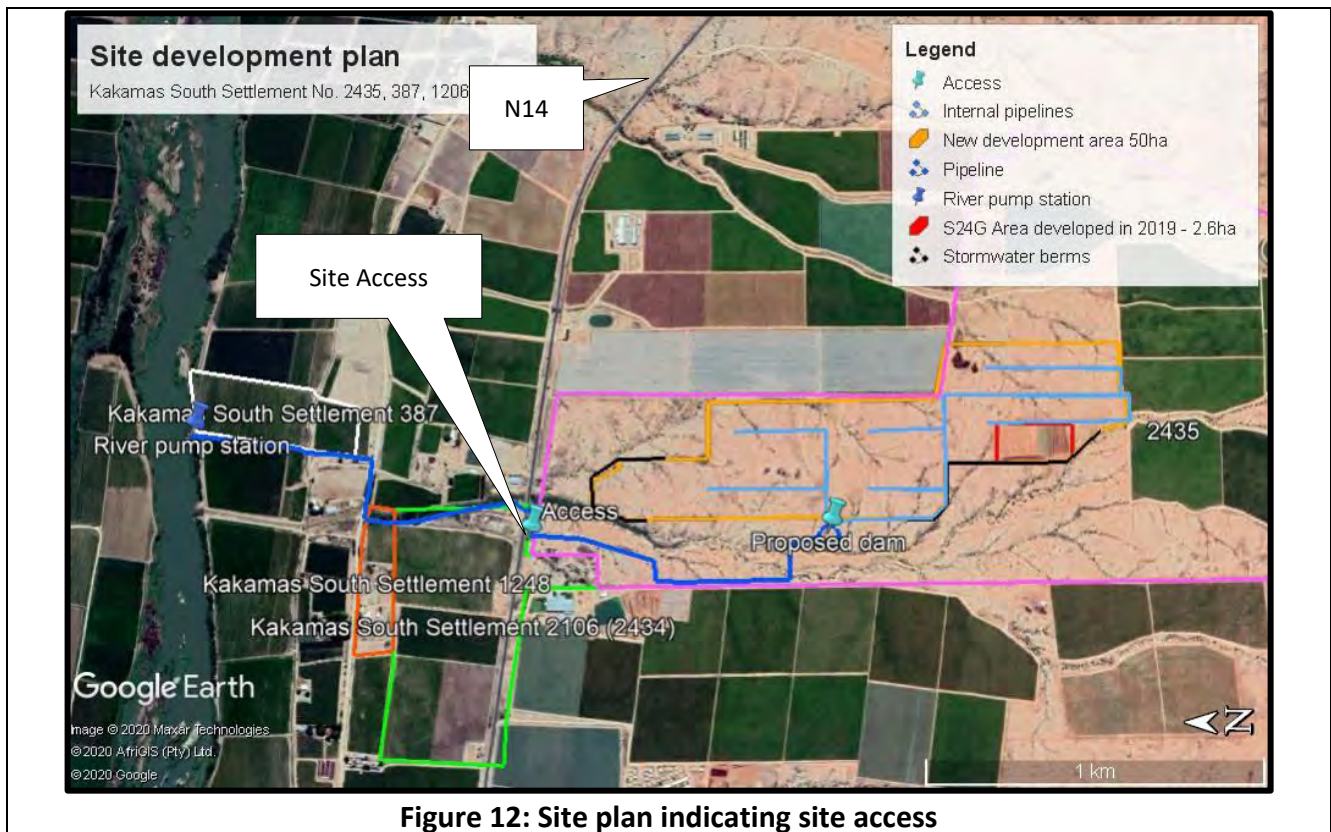 Site development plan
Kakamas South Settlement No. 2435, 387, 1206
N14
Legend
Access
Internal pipelines
New development area 50ha
Pipeline
River pump station
S24G Area developed in 2019 - 2.6ha
Stormwater berms
Site Access
Kakamas South Settlement 387
River pump station
2435
Access
Proposed dam
Kakamas South Settlement 1248
Kakamas South Settlement 2106 (2434)
Google Earth
Image © 2020 Maxar Technologies
© 2020 AfriGIS (Pty) Ltd.
© 2020 Google
N
1 km
Figure 12: Site plan indicating site access